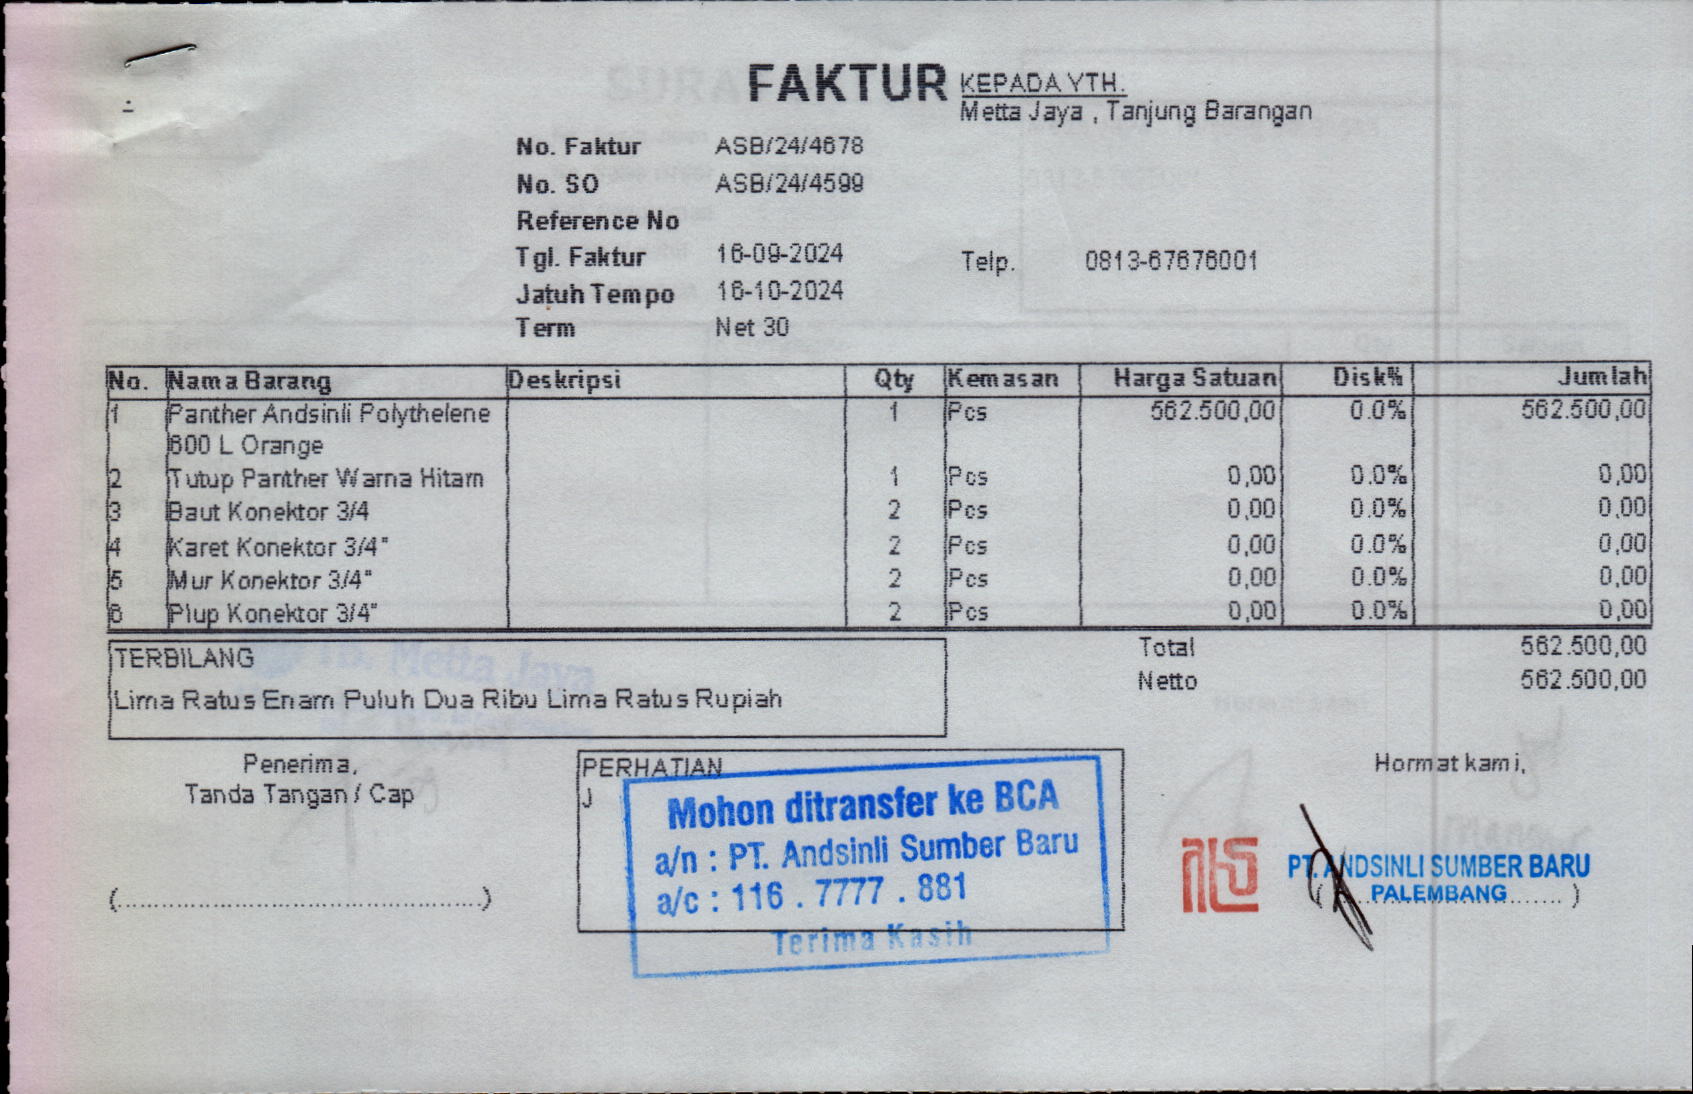 FAKTUR
KEPADA YTH.
Metta Jaya , Tanjung Barangan
No. Faktur ASB/24/4678
No. SO ASB/24/4599
Reference No
Tgl. Faktur 16-09-2024
Telp. 0813-67676001
Jatuh Tempo 16-10-2024
Term Net 30
No. Nama Barang Deskripsi Qty Kemasan Harga Satuan Disk% Jumlah
1 Panther Andsinli Polythelene 1 Pcs 562.500,00 0.0% 562.500,00
600 L Orange
2 Tutup Panther Warna Hitam 1 Pcs 0,00 0.0% 0,00
3 Baut Konektor 3/4 2 Pcs 0,00 0.0% 0,00
4 Karet Konektor 3/4" 2 Pcs 0,00 0.0% 0,00
5 Mur Konektor 3/4" 2 Pcs 0,00 0.0% 0,00
6 Plup Konektor 3/4" 2 Pcs 0,00 0.0% 0,00
Total 562.500,00
Netto 562.500,00
TERBILANG
Lima Ratus Enam Puluh Dua Ribu Lima Ratus Rupiah
TB. Metta Jaya
Penerima,
Tanda Tangan / Cap
(................................................)
PERHATIAN
J
Mohon ditransfer ke BCA
a/n : PT. Andsinli Sumber Baru
a/c : 116 . 7777 . 881
Terima Kasih
Hormat kami,
PT. ANDSINLI SUMBER BARU
PALEMBANG